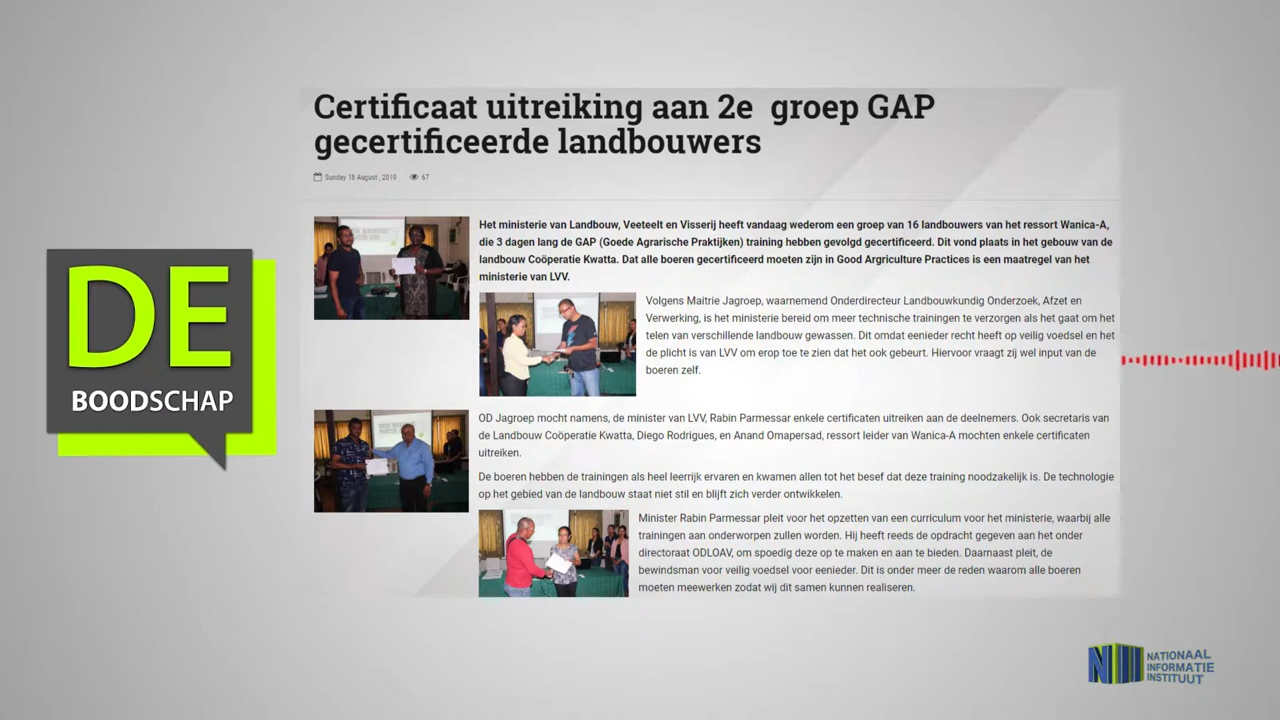 Certificaat uitreiking aan 2e groep GAP
gecertificeerde landbouwers
Sunday 18 August , 2019 67
Het ministerie van Landbouw, Veeteelt en Visserij heeft vandaag wederom een groep van 16 landbouwers van het ressort Wanica-A,
die 3 dagen lang de GAP (Goede Agrarische Praktijken) training hebben gevolgd gecertificeerd. Dit vond plaats in het gebouw van de
landbouw Coöperatie Kwatta. Dat alle boeren gecertificeerd moeten zijn in Good Argriculture Practices is een maatregel van het
ministerie van LVV.
Volgens Maitrie Jagroep, waarnemend Onderdirecteur Landbouwkundig Onderzoek, Afzet en
Verwerking, is het ministerie bereid om meer technische trainingen te verzorgen als het gaat om het
telen van verschillende landbouw gewassen. Dit omdat eenieder recht heeft op veilig voedsel en het
de plicht is van LVV om erop toe te zien dat het ook gebeurt. Hiervoor vraagt zij wel input van de
boeren zelf.
OD Jagroep mocht namens, de minister van LVV, Rabin Parmessar enkele certificaten uitreiken aan de deelnemers. Ook secretaris van
de Landbouw Coöperatie Kwatta, Diego Rodrigues, en Anand Omapersad, ressort leider van Wanica-A mochten enkele certificaten
uitreiken.
De boeren hebben de trainingen als heel leerrijk ervaren en kwamen allen tot het besef dat deze training noodzakelijk is. De technologie
op het gebied van de landbouw staat niet stil en blijft zich verder ontwikkelen.
Minister Rabin Parmessar pleit voor het opzetten van een curriculum voor het ministerie, waarbij alle
trainingen aan onderworpen zullen worden. Hij heeft reeds de opdracht gegeven aan het onder
directoraat ODLOAV, om spoedig deze op te maken en aan te bieden. Daarnaast pleit, de
bewindsman voor veilig voedsel voor eenieder. Dit is onder meer de reden waarom alle boeren
moeten meewerken zodat wij dit samen kunnen realiseren.
DE
BOODSCHAP
NII NATIONAAL
INFORMATIE
INSTITUUT